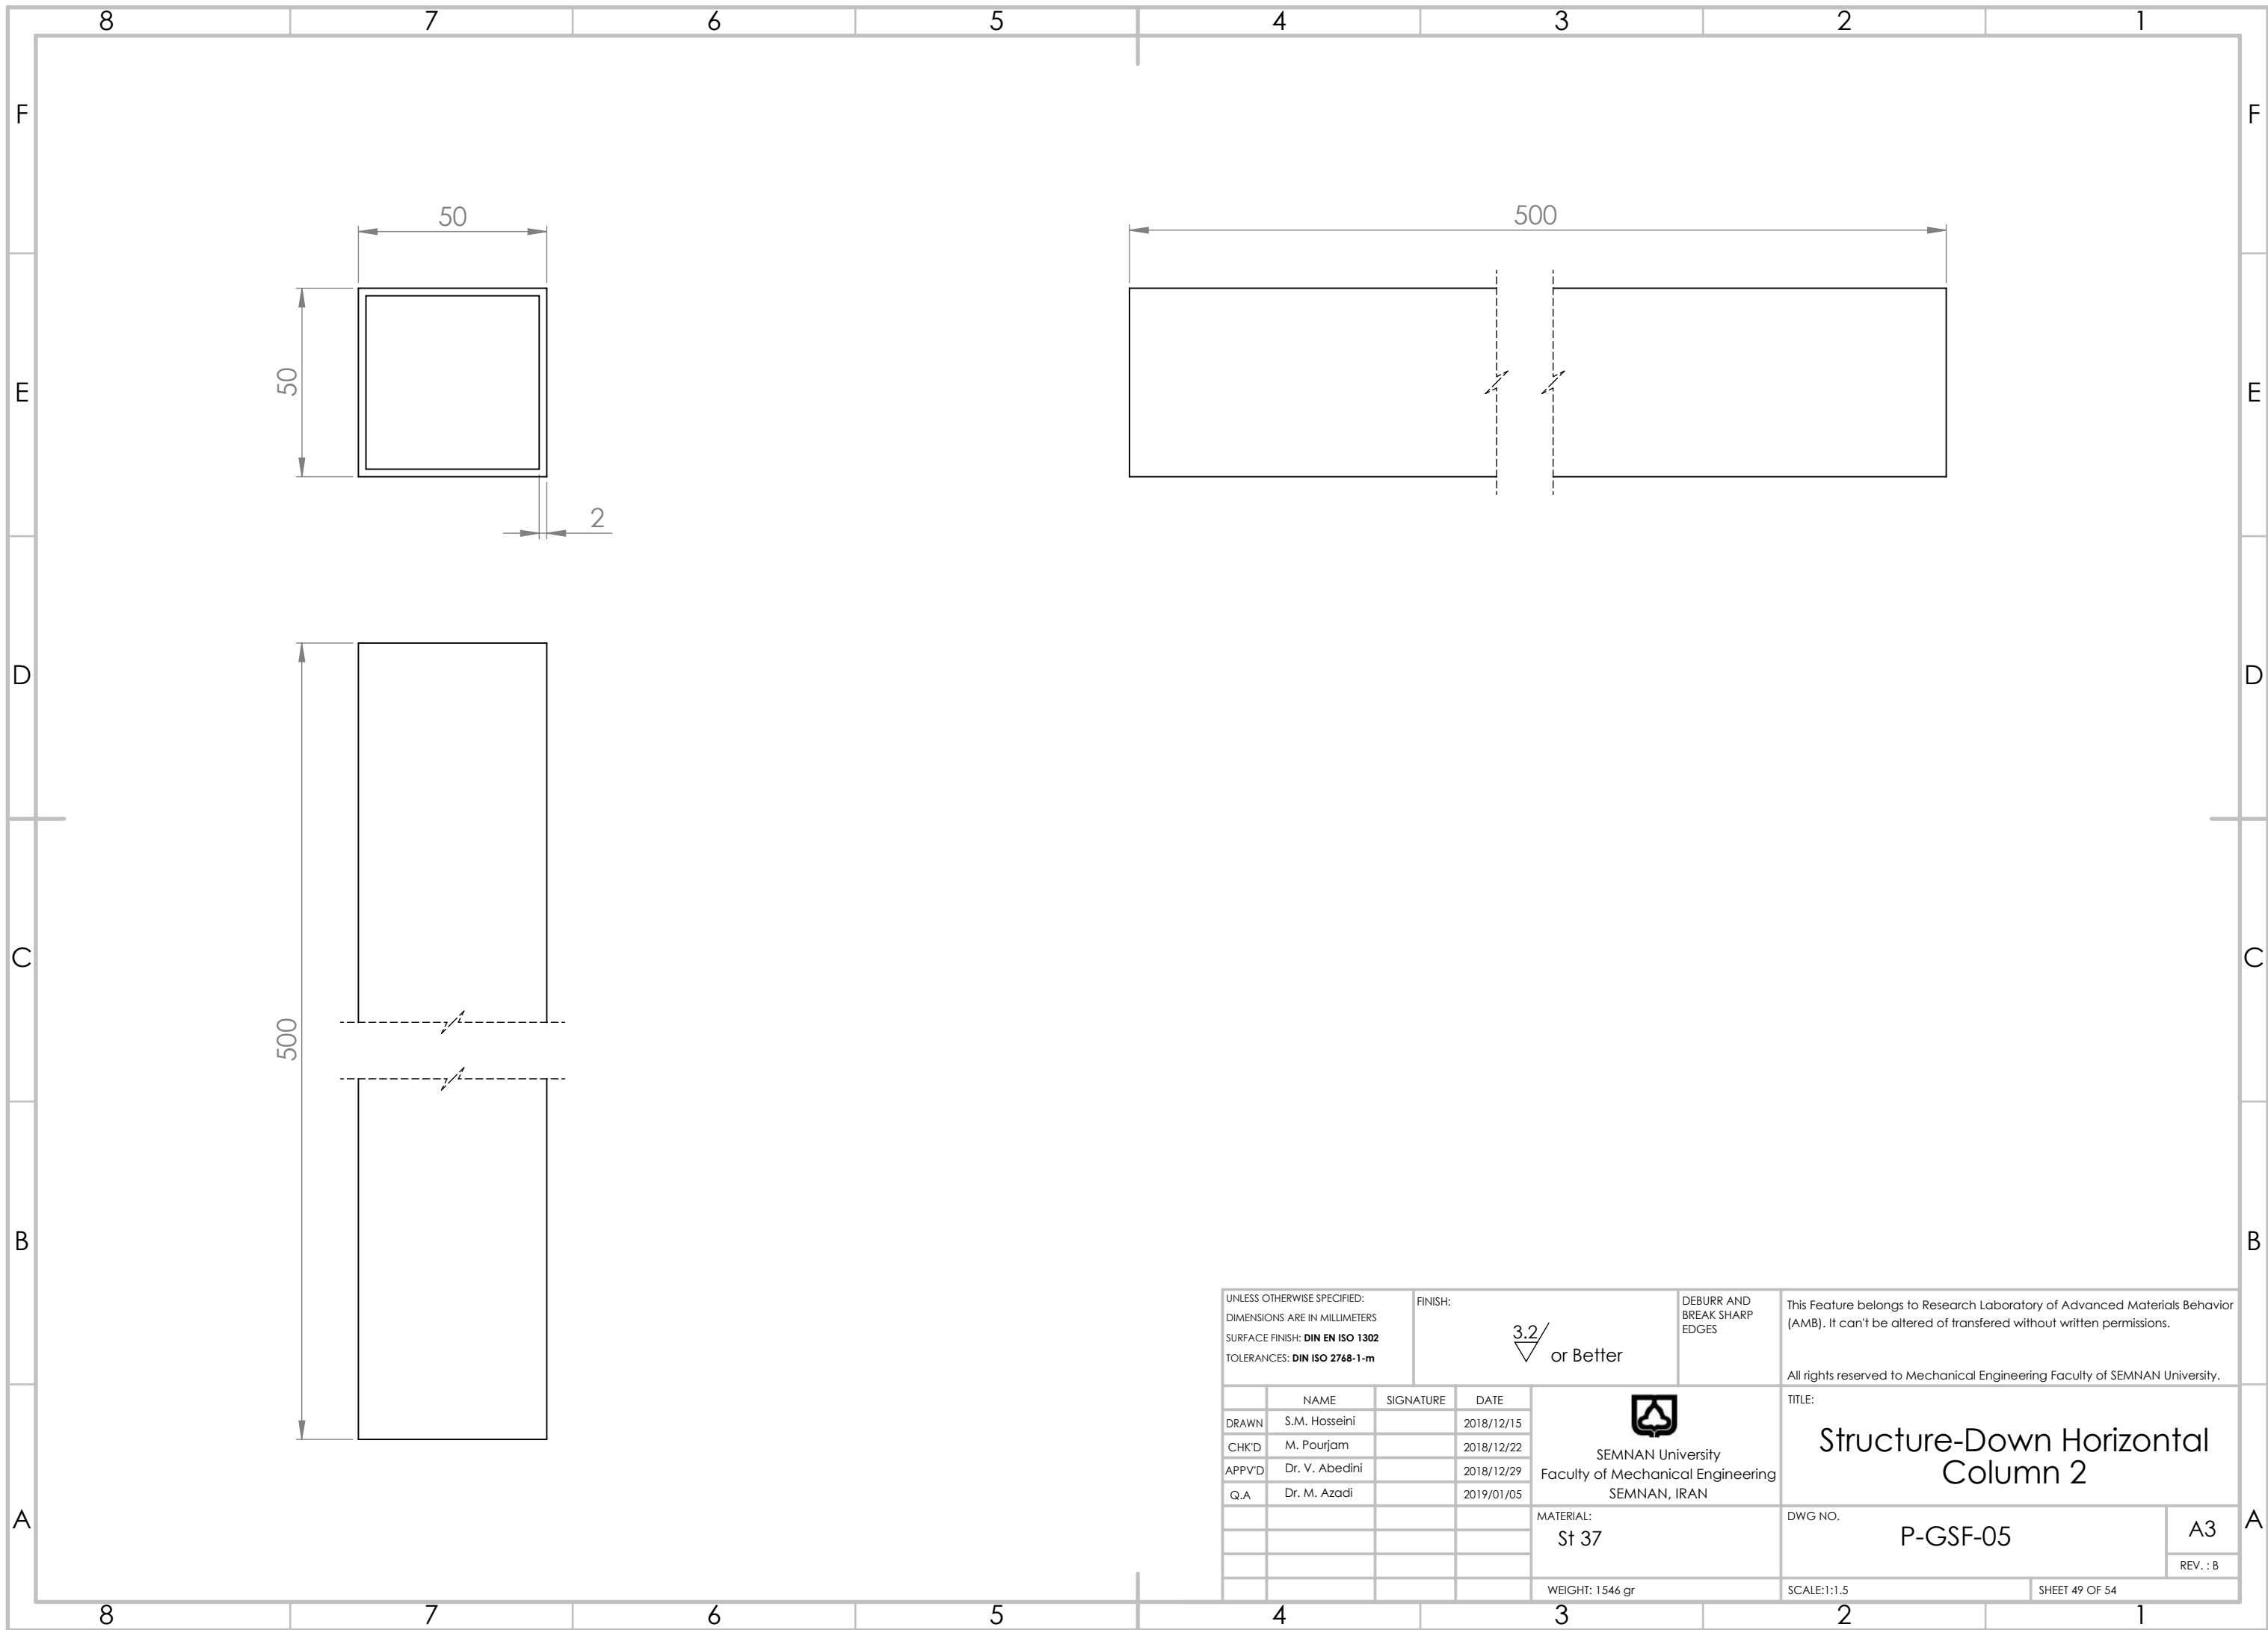 8 7 6 5 4 3 2 1
F F
E E
D D
C C
B B
A A
50
50
2
500
500
UNLESS OTHERWISE SPECIFIED:
DIMENSIONS ARE IN MILLIMETERS
SURFACE FINISH: DIN EN ISO 1302
TOLERANCES: DIN ISO 2768-1-m
FINISH:
3.2
or Better
DEBURR AND
BREAK SHARP
EDGES
This Feature belongs to Research Laboratory of Advanced Materials Behavior
(AMB). It can't be altered of transfered without written permissions.
All rights reserved to Mechanical Engineering Faculty of SEMNAN University.
NAME SIGNATURE DATE
DRAWN S.M. Hosseini 2018/12/15
CHK'D M. Pourjam 2018/12/22
APPV'D Dr. V. Abedini 2018/12/29
Q.A Dr. M. Azadi 2019/01/05
SEMNAN University
Faculty of Mechanical Engineering
SEMNAN, IRAN
TITLE:
Structure-Down Horizontal
Column 2
MATERIAL:
St 37
DWG NO.
P-GSF-05
A3
REV. : B
WEIGHT: 1546 gr
SCALE:1:1.5
SHEET 49 OF 54
8 7 6 5 4 3 2 1